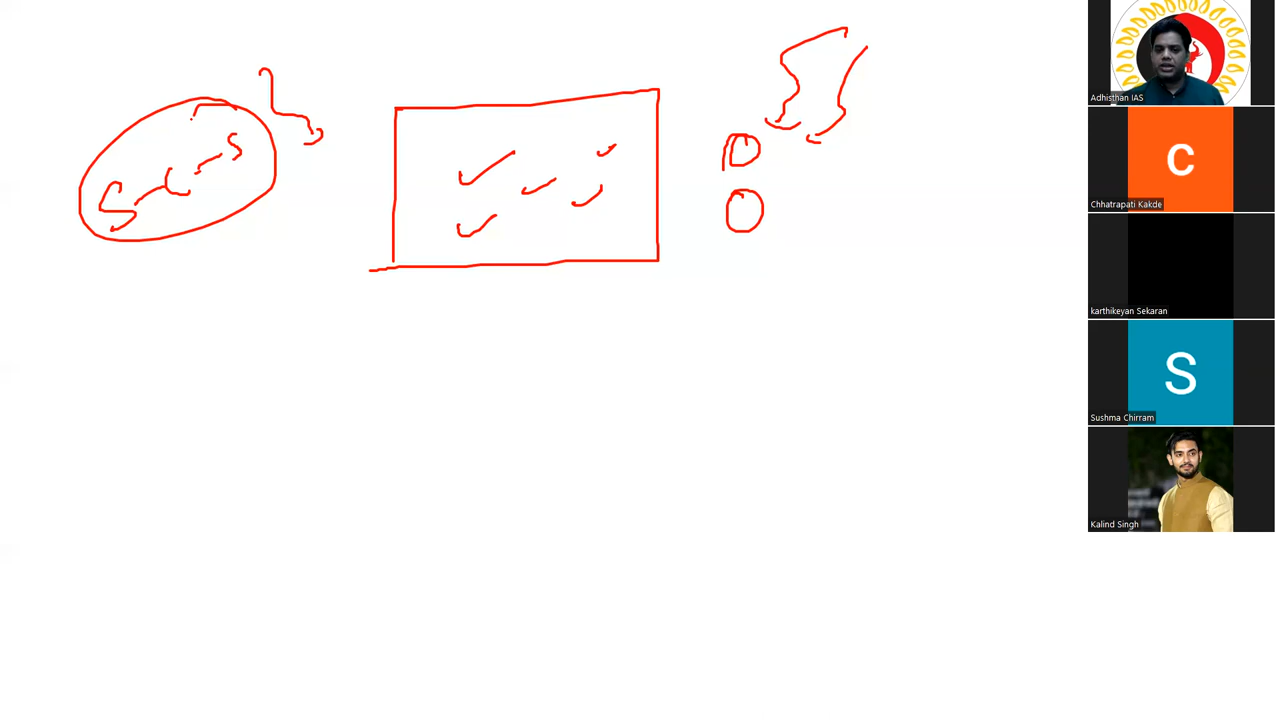 S-C-S
Adhisthan IAS
C
Chhatrapati Kakde
karthikeyan Sekaran
S
Sushma Chirram
Kalind Singh